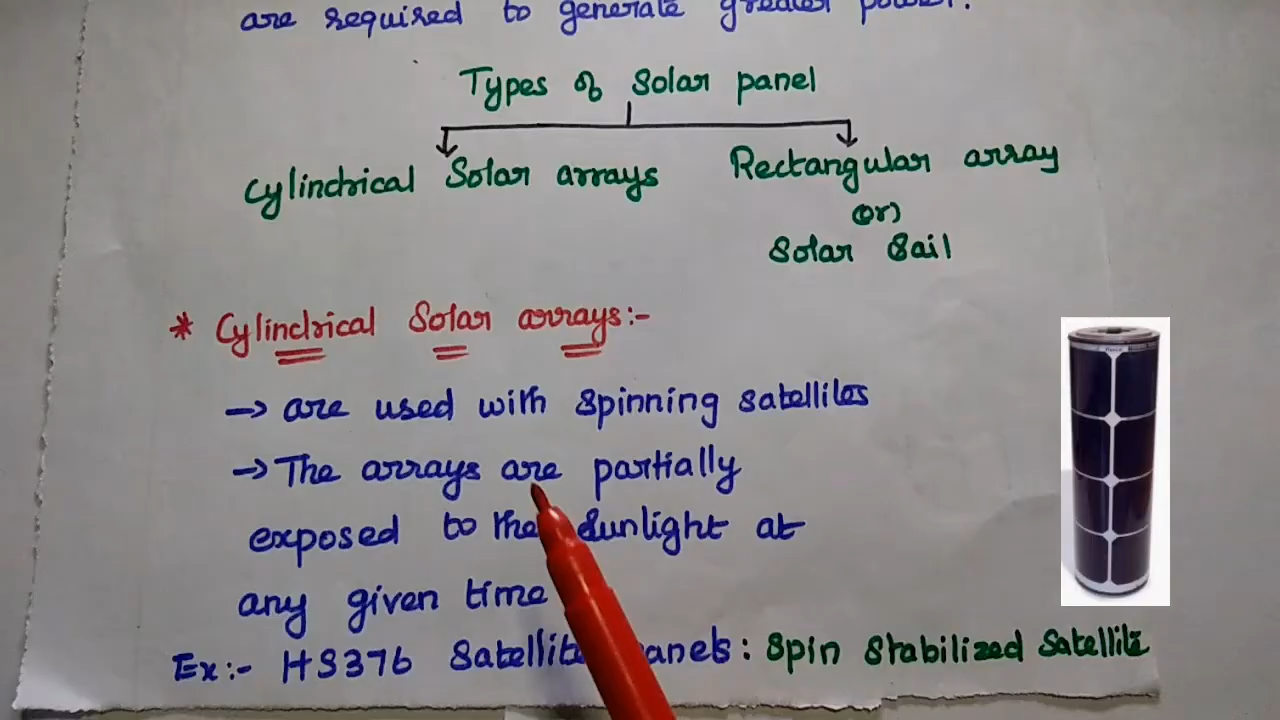 are required to generate greater power.
Types of Solar panel
Cylindrical Solar arrays
Rectangular array
(or)
Solar Sail
* Cylindrical Solar arrays:-
→ are used with spinning satellites
→ The arrays are partially
exposed to the sunlight at
any given time
Ex:- HS376 Satellite panels: Spin Stabilized Satellite